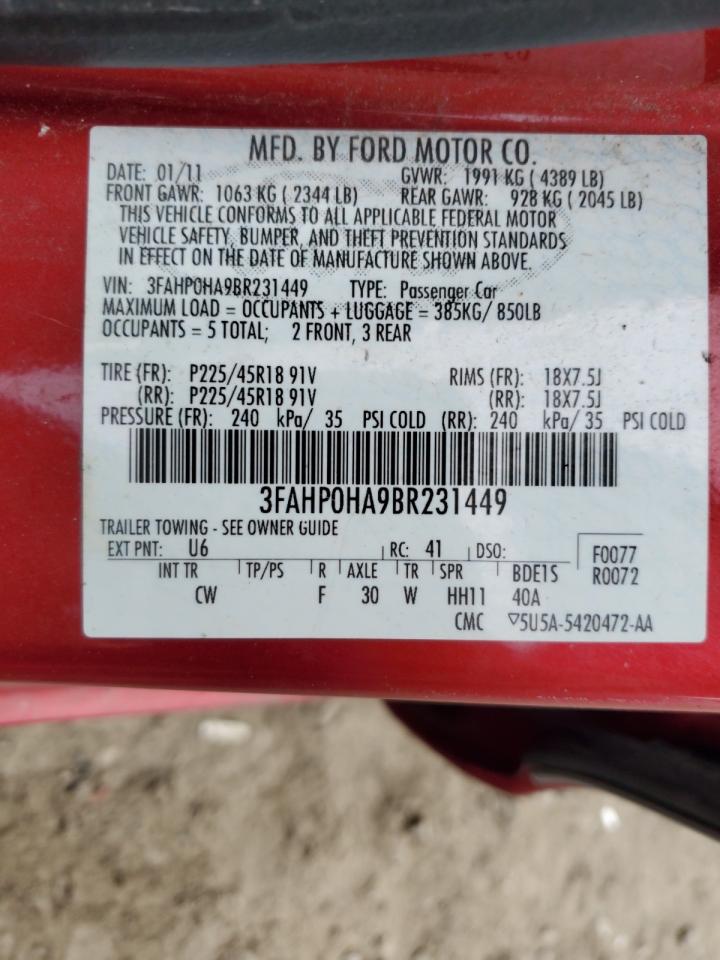 MFD. BY FORD MOTOR CO.
DATE: 01/11 GVWR: 1991 KG ( 4389 LB)
FRONT GAWR: 1063 KG ( 2344 LB) REAR GAWR: 928 KG ( 2045 LB)
THIS VEHICLE CONFORMS TO ALL APPLICABLE FEDERAL MOTOR
VEHICLE SAFETY, BUMPER, AND THEFT PREVENTION STANDARDS
IN EFFECT ON THE DATE OF MANUFACTURE SHOWN ABOVE.
VIN: 3FAHP0HA9BR231449 TYPE: Passenger Car
MAXIMUM LOAD = OCCUPANTS + LUGGAGE = 385KG/ 850LB
OCCUPANTS = 5 TOTAL; 2 FRONT, 3 REAR
TIRE (FR): P225/45R18 91V RIMS (FR): 18X7.5J
(RR): P225/45R18 91V (RR): 18X7.5J
PRESSURE (FR): 240 kPa/ 35 PSI COLD (RR): 240 kPa/ 35 PSI COLD
3FAHP0HA9BR231449
TRAILER TOWING - SEE OWNER GUIDE
EXT PNT: U6 RC: 41 DSO: F0077
INT TR TP/PS R AXLE TR SPR BDE1S R0072
CW F 30 W HH11 40A
CMC ▽5U5A-5420472-AA